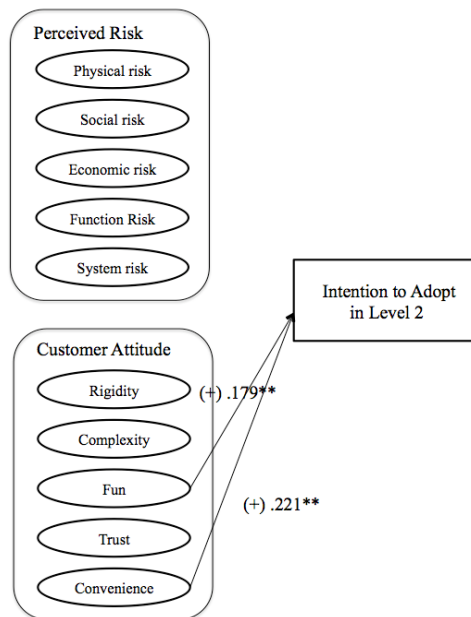 Perceived Risk
Physical risk
Social risk
Economic risk
Function Risk
System risk
Intention to Adopt
in Level 2
Customer Attitude
Rigidity
(+) .179**
Complexity
Fun
(+) .221**
Trust
Convenience